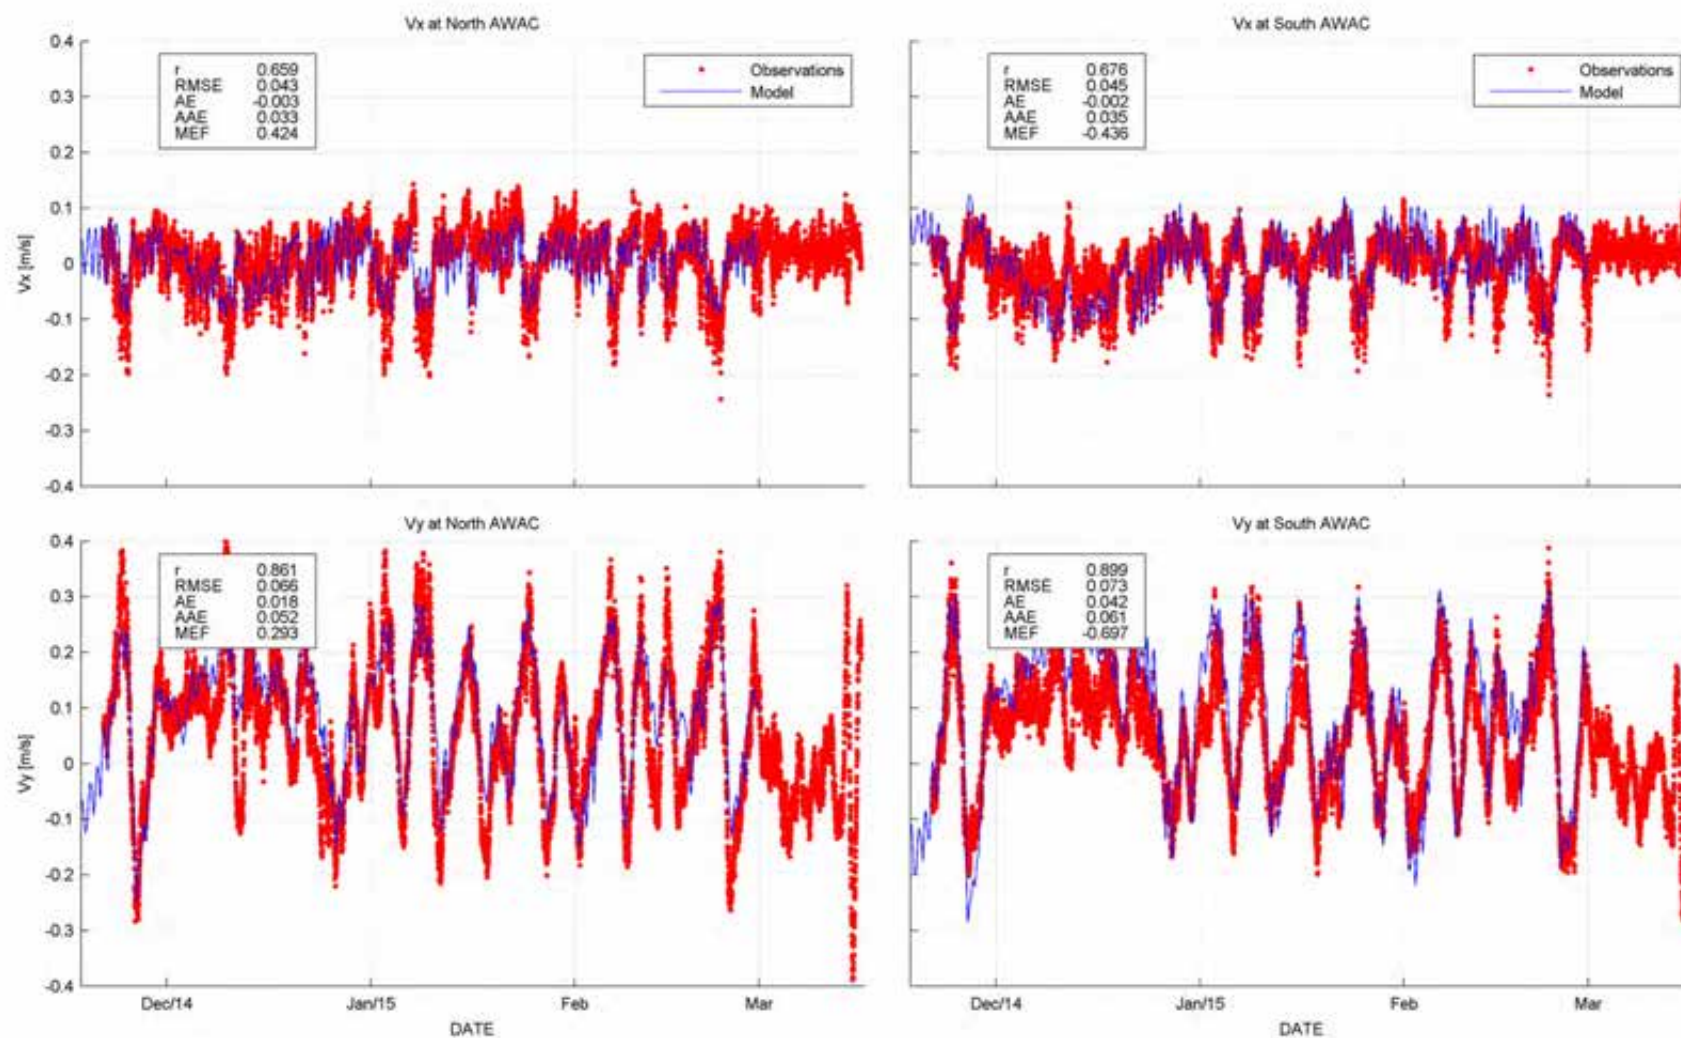 Vx at North AWAC
0.4
0.3
0.2
0.1
0
-0.1
-0.2
-0.3
-0.4
Vx [m/s]
r 0.659
RMSE 0.043
AE -0.003
AAE 0.033
MEF 0.424
Observations
Model
Vx at South AWAC
r 0.676
RMSE 0.045
AE -0.002
AAE 0.035
MEF -0.436
Observations
Model
Vy at North AWAC
0.4
0.3
0.2
0.1
0
-0.1
-0.2
-0.3
-0.4
Vy [m/s]
r 0.861
RMSE 0.066
AE 0.018
AAE 0.052
MEF 0.293
Dec/14 Jan/15 Feb Mar
DATE
Vy at South AWAC
r 0.899
RMSE 0.073
AE 0.042
AAE 0.061
MEF -0.697
Dec/14 Jan/15 Feb Mar
DATE